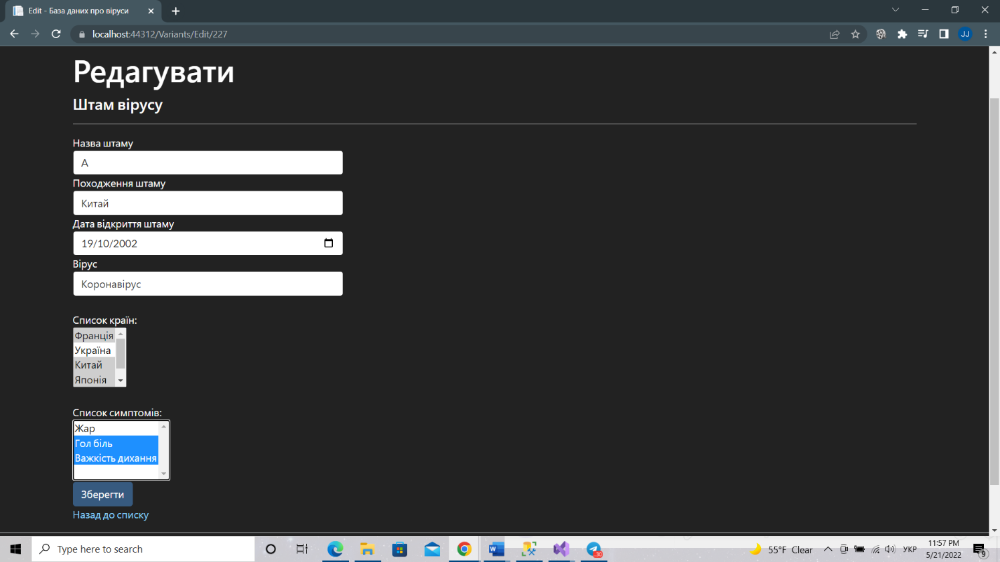 Edit - База даних про віруси
localhost:44312/Variants/Edit/227
JJ
Редагувати
Штам вірусу
Назва штаму
А
Походження штаму
Китай
Дата відкриття штаму
19/10/2002
Вірус
Коронавірус
Список країн:
Франція
Україна
Китай
Японія
Список симптомів:
Жар
Гол біль
Важкість дихання
Зберегти
Назад до списку
Type here to search
W
30
55°F Clear
УКР
11:57 PM
5/21/2022
9